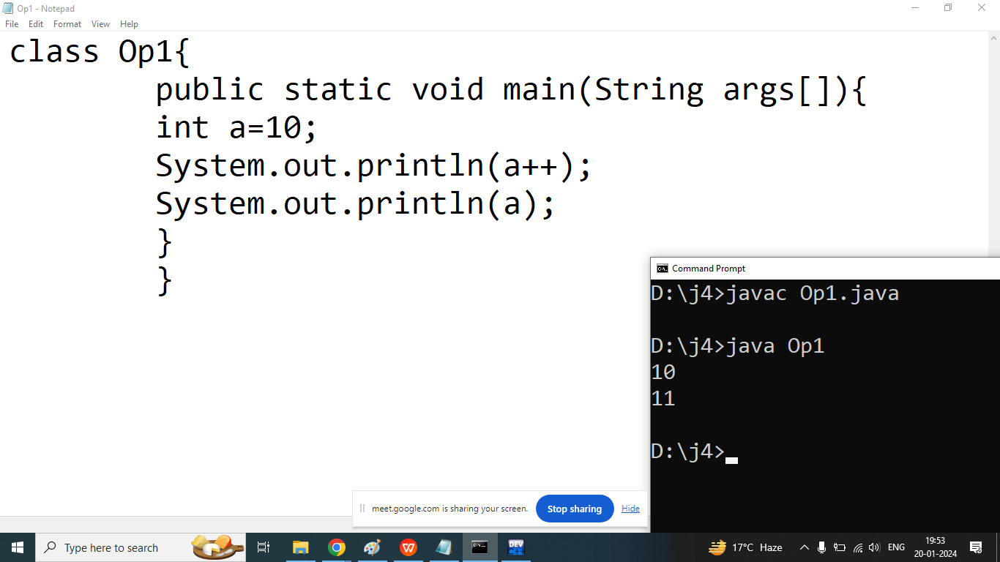 Op1 - Notepad
File Edit Format View Help
class Op1{
public static void main(String args[]){
int a=10;
System.out.println(a++);
System.out.println(a);
}
}
Command Prompt
D:\j4>javac Op1.java
D:\j4>java Op1
10
11
D:\j4>
meet.google.com is sharing your screen. Stop sharing Hide
Type here to search
DEV
17°C Haze
ENG
19:53
20-01-2024